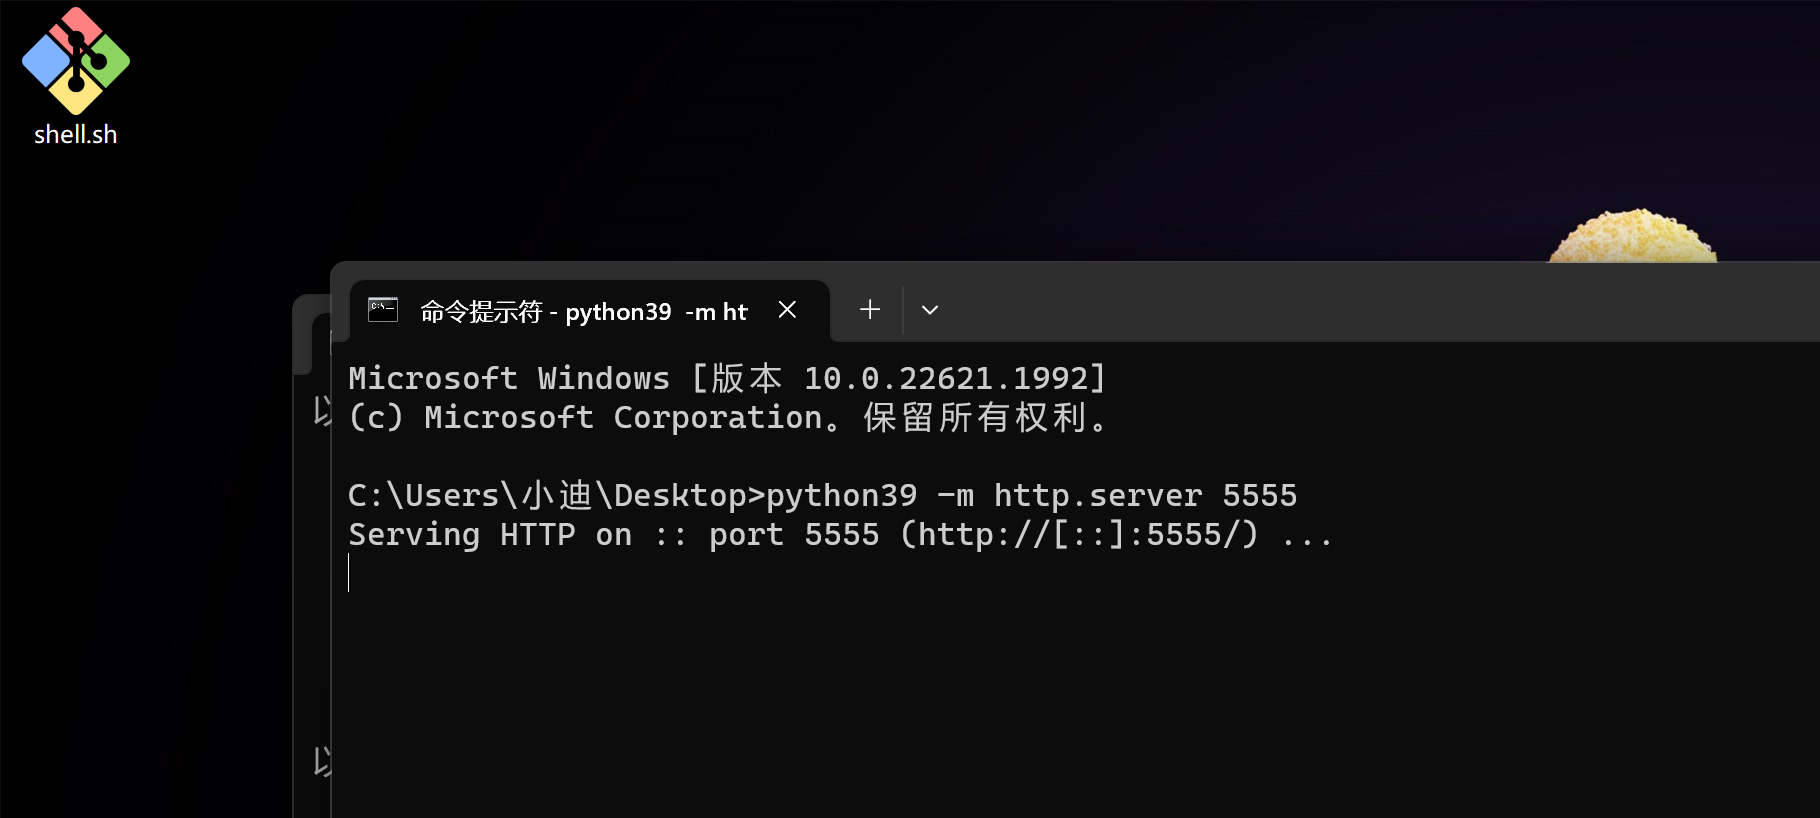 shell.sh
命令提示符 - python39  -m ht
Microsoft Windows [版本 10.0.22621.1992]
(c) Microsoft Corporation。保留所有权利。
C:\Users\小迪\Desktop>python39 -m http.server 5555
Serving HTTP on :: port 5555 (http://[::]:5555/) ...
以
以